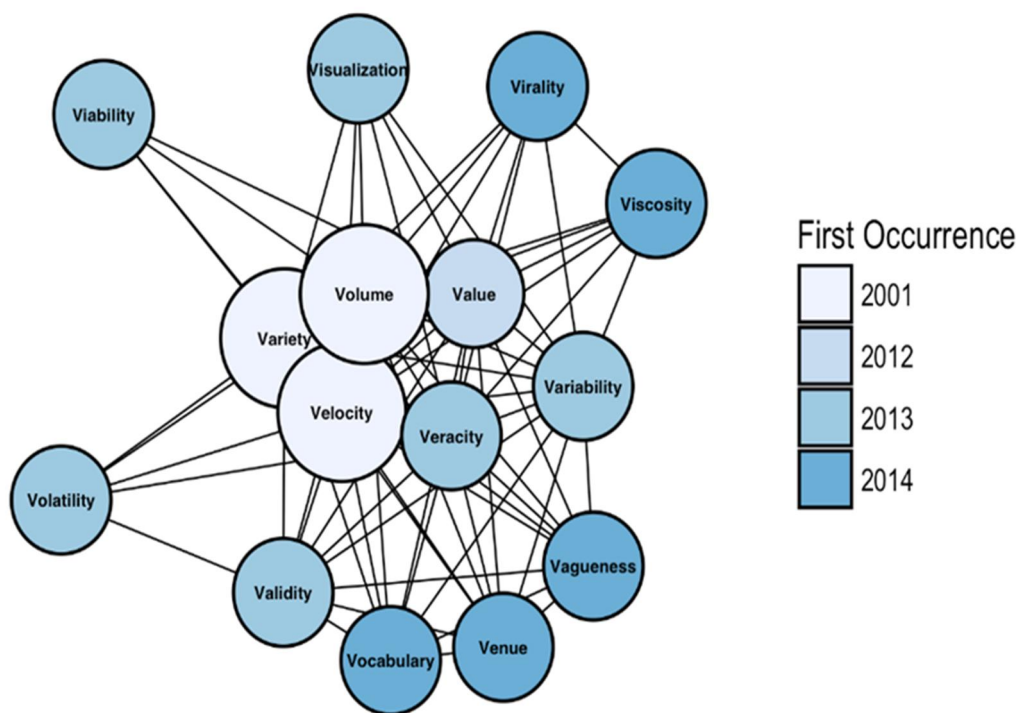 Visualization
Virality
Viability
Viscosity
Volume
Value
Variety
Variability
Velocity
Veracity
Volatility
Vagueness
Validity
Venue
Vocabulary
First Occurrence
2001
2012
2013
2014